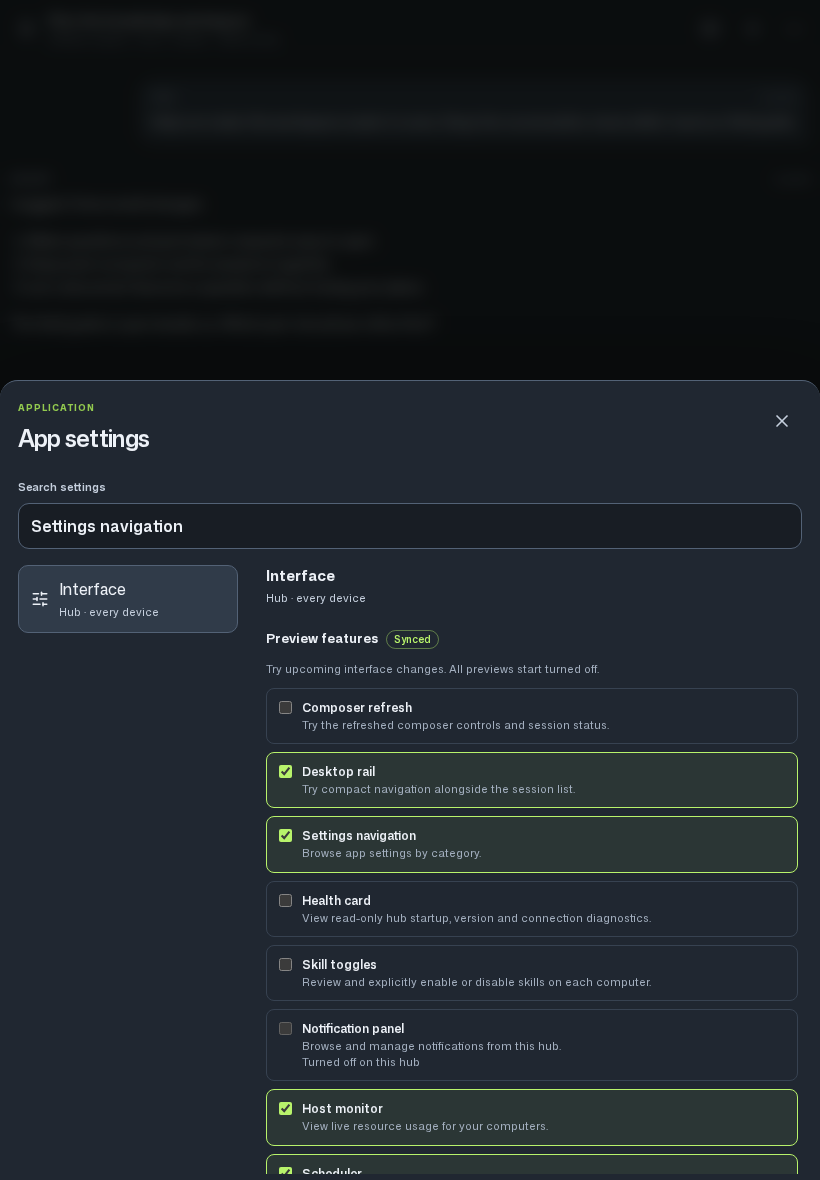 APPLICATION
App settings
Search settings
Settings navigation
Interface
Hub · every device
Interface
Hub · every device
Preview features Synced
Try upcoming interface changes. All previews start turned off.
Composer refresh
Try the refreshed composer controls and session status.
Desktop rail
Try compact navigation alongside the session list.
Settings navigation
Browse app settings by category.
Health card
View read-only hub startup, version and connection diagnostics.
Skill toggles
Review and explicitly enable or disable skills on each computer.
Notification panel
Browse and manage notifications from this hub.
Turned off on this hub
Host monitor
View live resource usage for your computers.
Scheduler